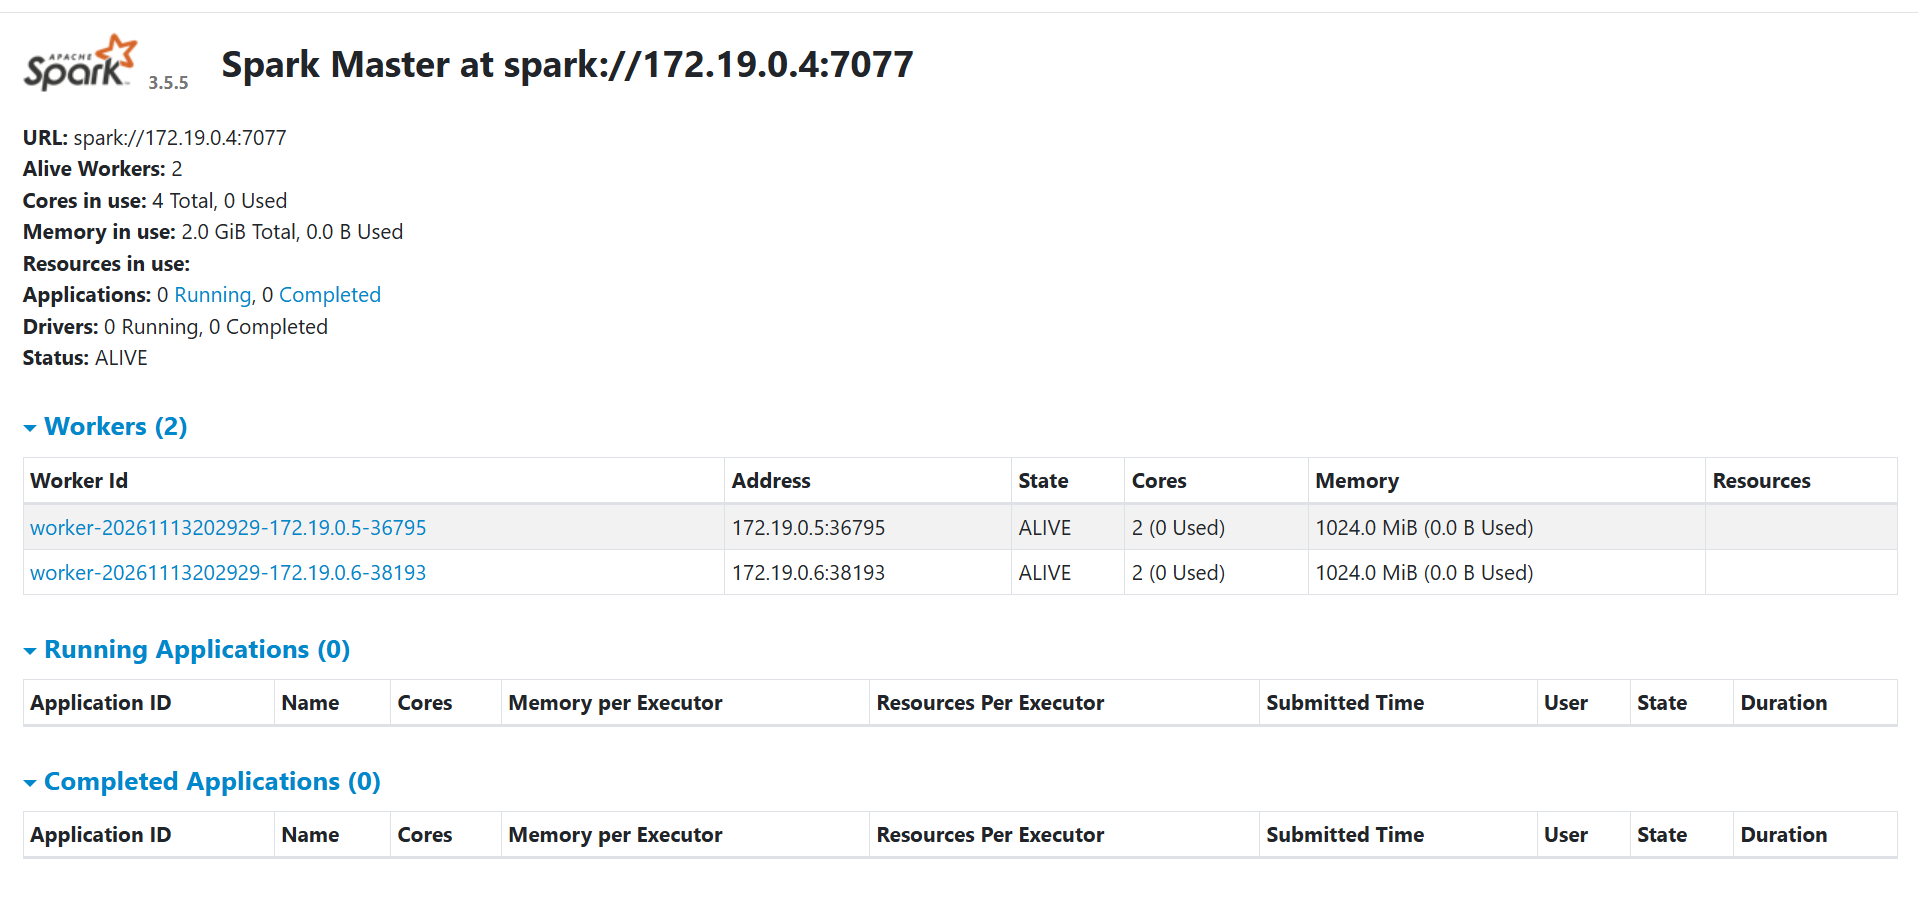 APACHE
Spark™ 3.5.5 Spark Master at spark://172.19.0.4:7077
URL: spark://172.19.0.4:7077
Alive Workers: 2
Cores in use: 4 Total, 0 Used
Memory in use: 2.0 GiB Total, 0.0 B Used
Resources in use:
Applications: 0 Running, 0 Completed
Drivers: 0 Running, 0 Completed
Status: ALIVE
Workers (2)
Worker Id Address State Cores Memory Resources
worker-20261113202929-172.19.0.5-36795 172.19.0.5:36795 ALIVE 2 (0 Used) 1024.0 MiB (0.0 B Used)
worker-20261113202929-172.19.0.6-38193 172.19.0.6:38193 ALIVE 2 (0 Used) 1024.0 MiB (0.0 B Used)
Running Applications (0)
Application ID Name Cores Memory per Executor Resources Per Executor Submitted Time User State Duration
Completed Applications (0)
Application ID Name Cores Memory per Executor Resources Per Executor Submitted Time User State Duration